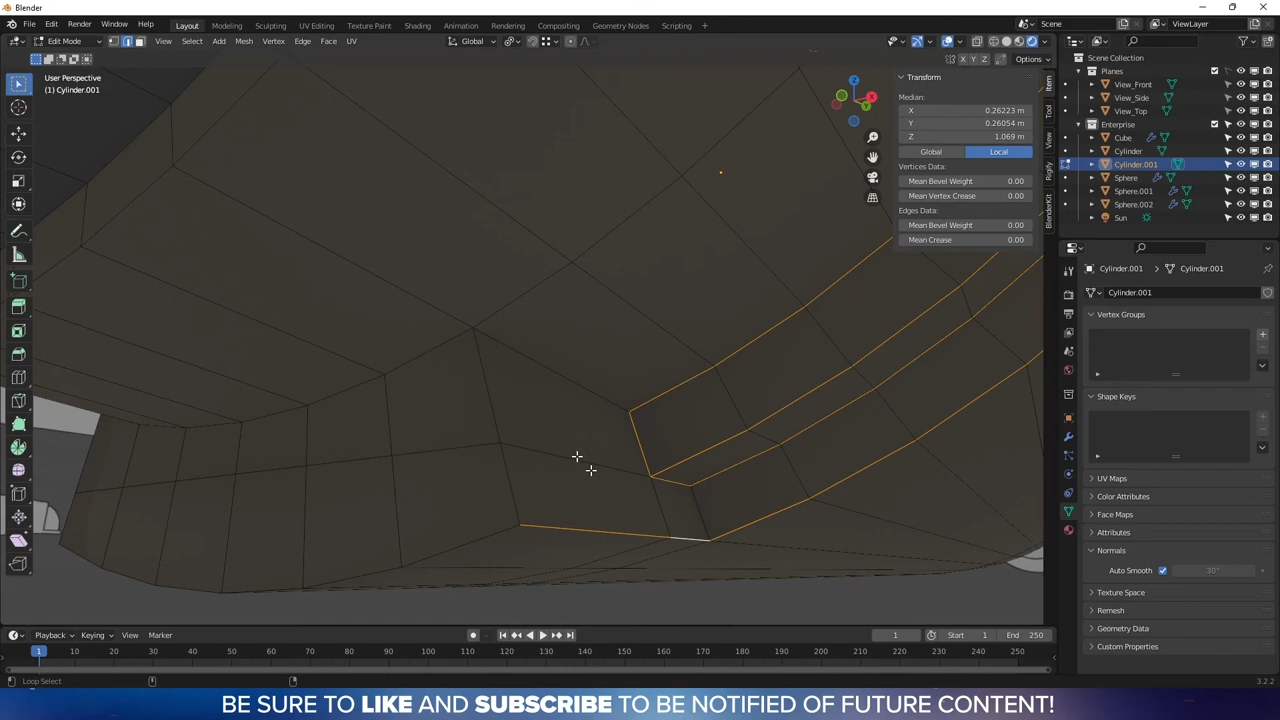 Blender
File Edit Render Window Help Layout Modeling Sculpting UV Editing Texture Paint Shading Animation Rendering Compositing Geometry Nodes Scripting + Scene ViewLayer
Edit Mode View Select Add Mesh Vertex Edge Face UV Global
X Y Z Options
User Perspective
(1) Cylinder.001
Z
X
Transform
Median:
X 0.26223 m
Y 0.26054 m
Z 1.069 m
Global Local
Vertices Data:
Mean Bevel Weight 0.00
Mean Vertex Crease 0.00
Edges Data:
Mean Bevel Weight 0.00
Mean Crease 0.00
Item
Tool
View
Rigify
BlenderKit
Scene Collection
Planes
View_Front
View_Side
View_Top
Enterprise
Cube
Cylinder
Cylinder.001
Sphere
Sphere.001
Sphere.002
Sun
Cylinder.001 > Cylinder.001
Cylinder.001
Vertex Groups
Shape Keys
UV Maps
Color Attributes
Face Maps
Attributes
Normals
Auto Smooth 30°
Texture Space
Remesh
Geometry Data
Custom Properties
Playback Keying View Marker 1 Start 1 End 250
1 10 20 30 40 50 60 70 80 90 100 110 120 130 140 150 160 170 180 190 200 210 220 230 240 250
Loop Select 3.2.2
BE SURE TO LIKE AND SUBSCRIBE TO BE NOTIFIED OF FUTURE CONTENT!